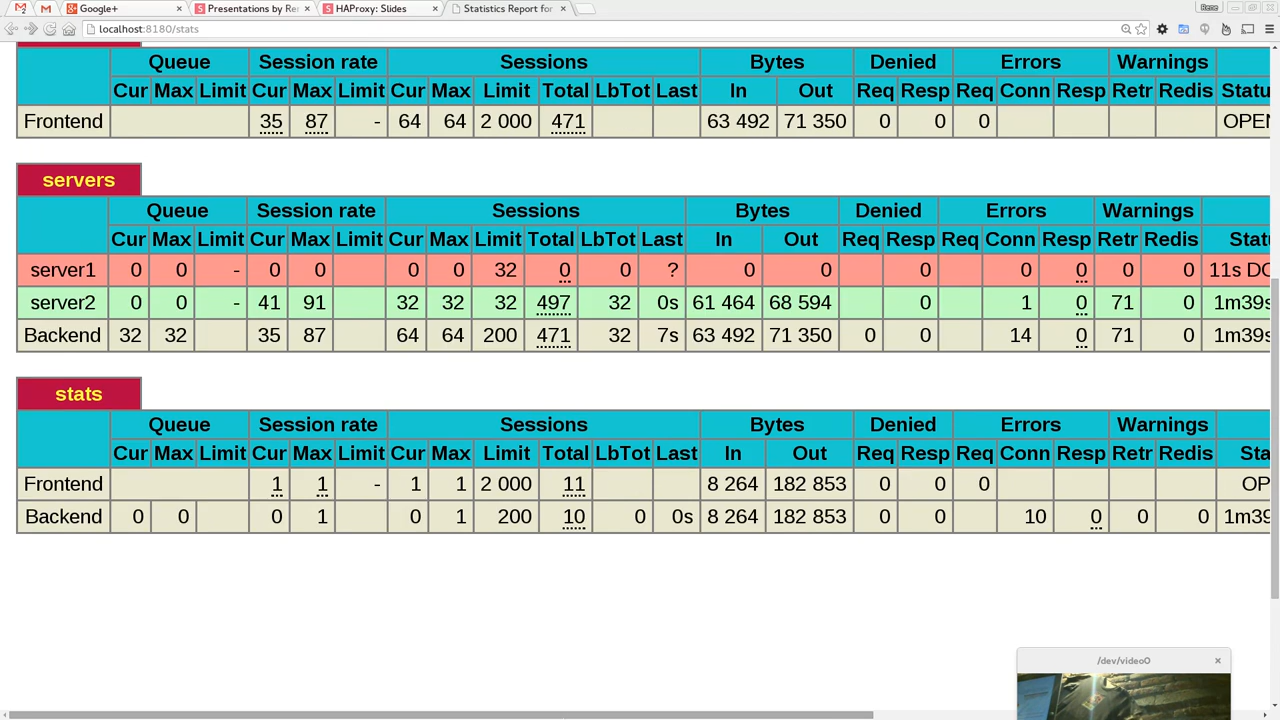 Google+ × Presentations by Re × HAProxy: Slides × Statistics Report for × Rene
localhost:8180/stats
Queue Session rate Sessions Bytes Denied Errors Warnings
Cur Max Limit Cur Max Limit Cur Max Limit Total LbTot Last In Out Req Resp Req Conn Resp Retr Redis Statu
Frontend 35 87 - 64 64 2 000 471 63 492 71 350 0 0 0 OPEN
servers
Queue Session rate Sessions Bytes Denied Errors Warnings
Cur Max Limit Cur Max Limit Cur Max Limit Total LbTot Last In Out Req Resp Req Conn Resp Retr Redis Statu
server1 0 0 - 0 0 0 0 32 0 0 ? 0 0 0 0 0 0 0 11s DO
server2 0 0 - 41 91 32 32 32 497 32 0s 61 464 68 594 0 1 0 71 0 1m39s
Backend 32 32 35 87 64 64 200 471 32 7s 63 492 71 350 0 0 14 0 71 0 1m39s
stats
Queue Session rate Sessions Bytes Denied Errors Warnings
Cur Max Limit Cur Max Limit Cur Max Limit Total LbTot Last In Out Req Resp Req Conn Resp Retr Redis Sta
Frontend 1 1 - 1 1 2 000 11 8 264 182 853 0 0 0 OP
Backend 0 0 0 1 0 1 200 10 0 0s 8 264 182 853 0 0 10 0 0 0 1m39
/dev/video0 ×